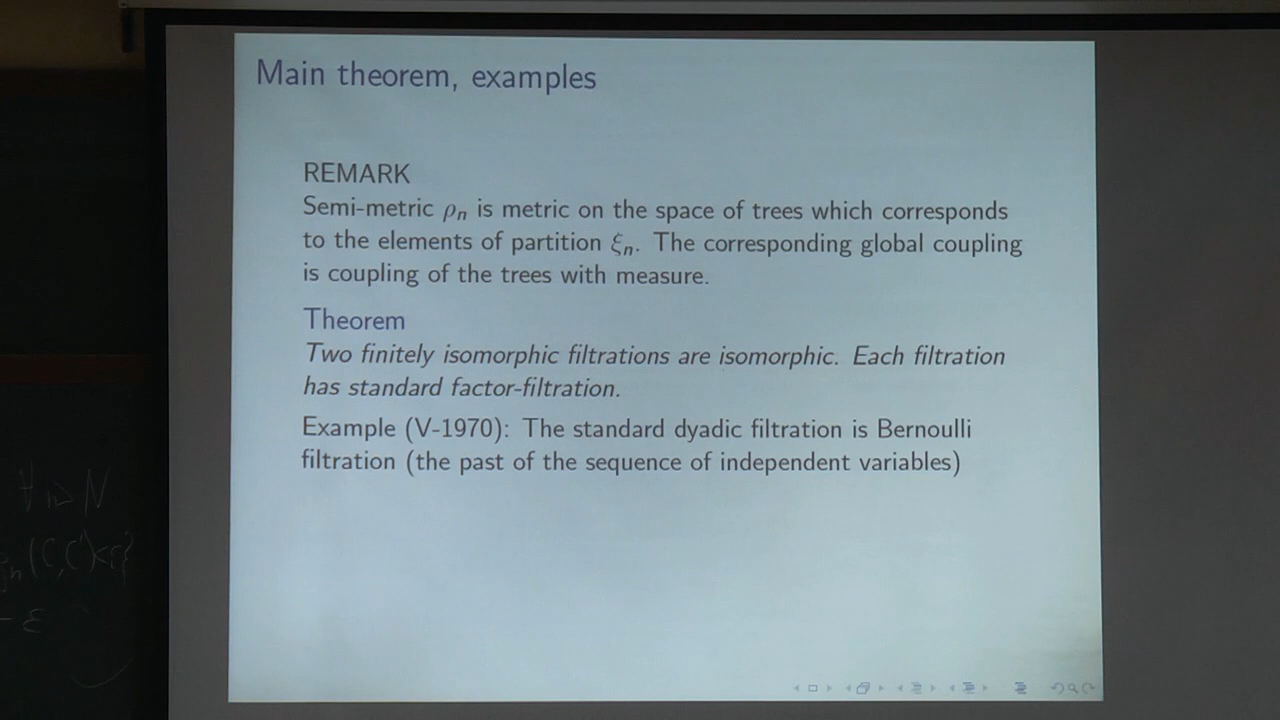 Main theorem, examples
REMARK
Semi-metric ρₙ is metric on the space of trees which corresponds
to the elements of partition ξₙ. The corresponding global coupling
is coupling of the trees with measure.
Theorem
Two finitely isomorphic filtrations are isomorphic. Each filtration
has standard factor-filtration.
Example (V-1970): The standard dyadic filtration is Bernoulli
filtration (the past of the sequence of independent variables)
N
- ε